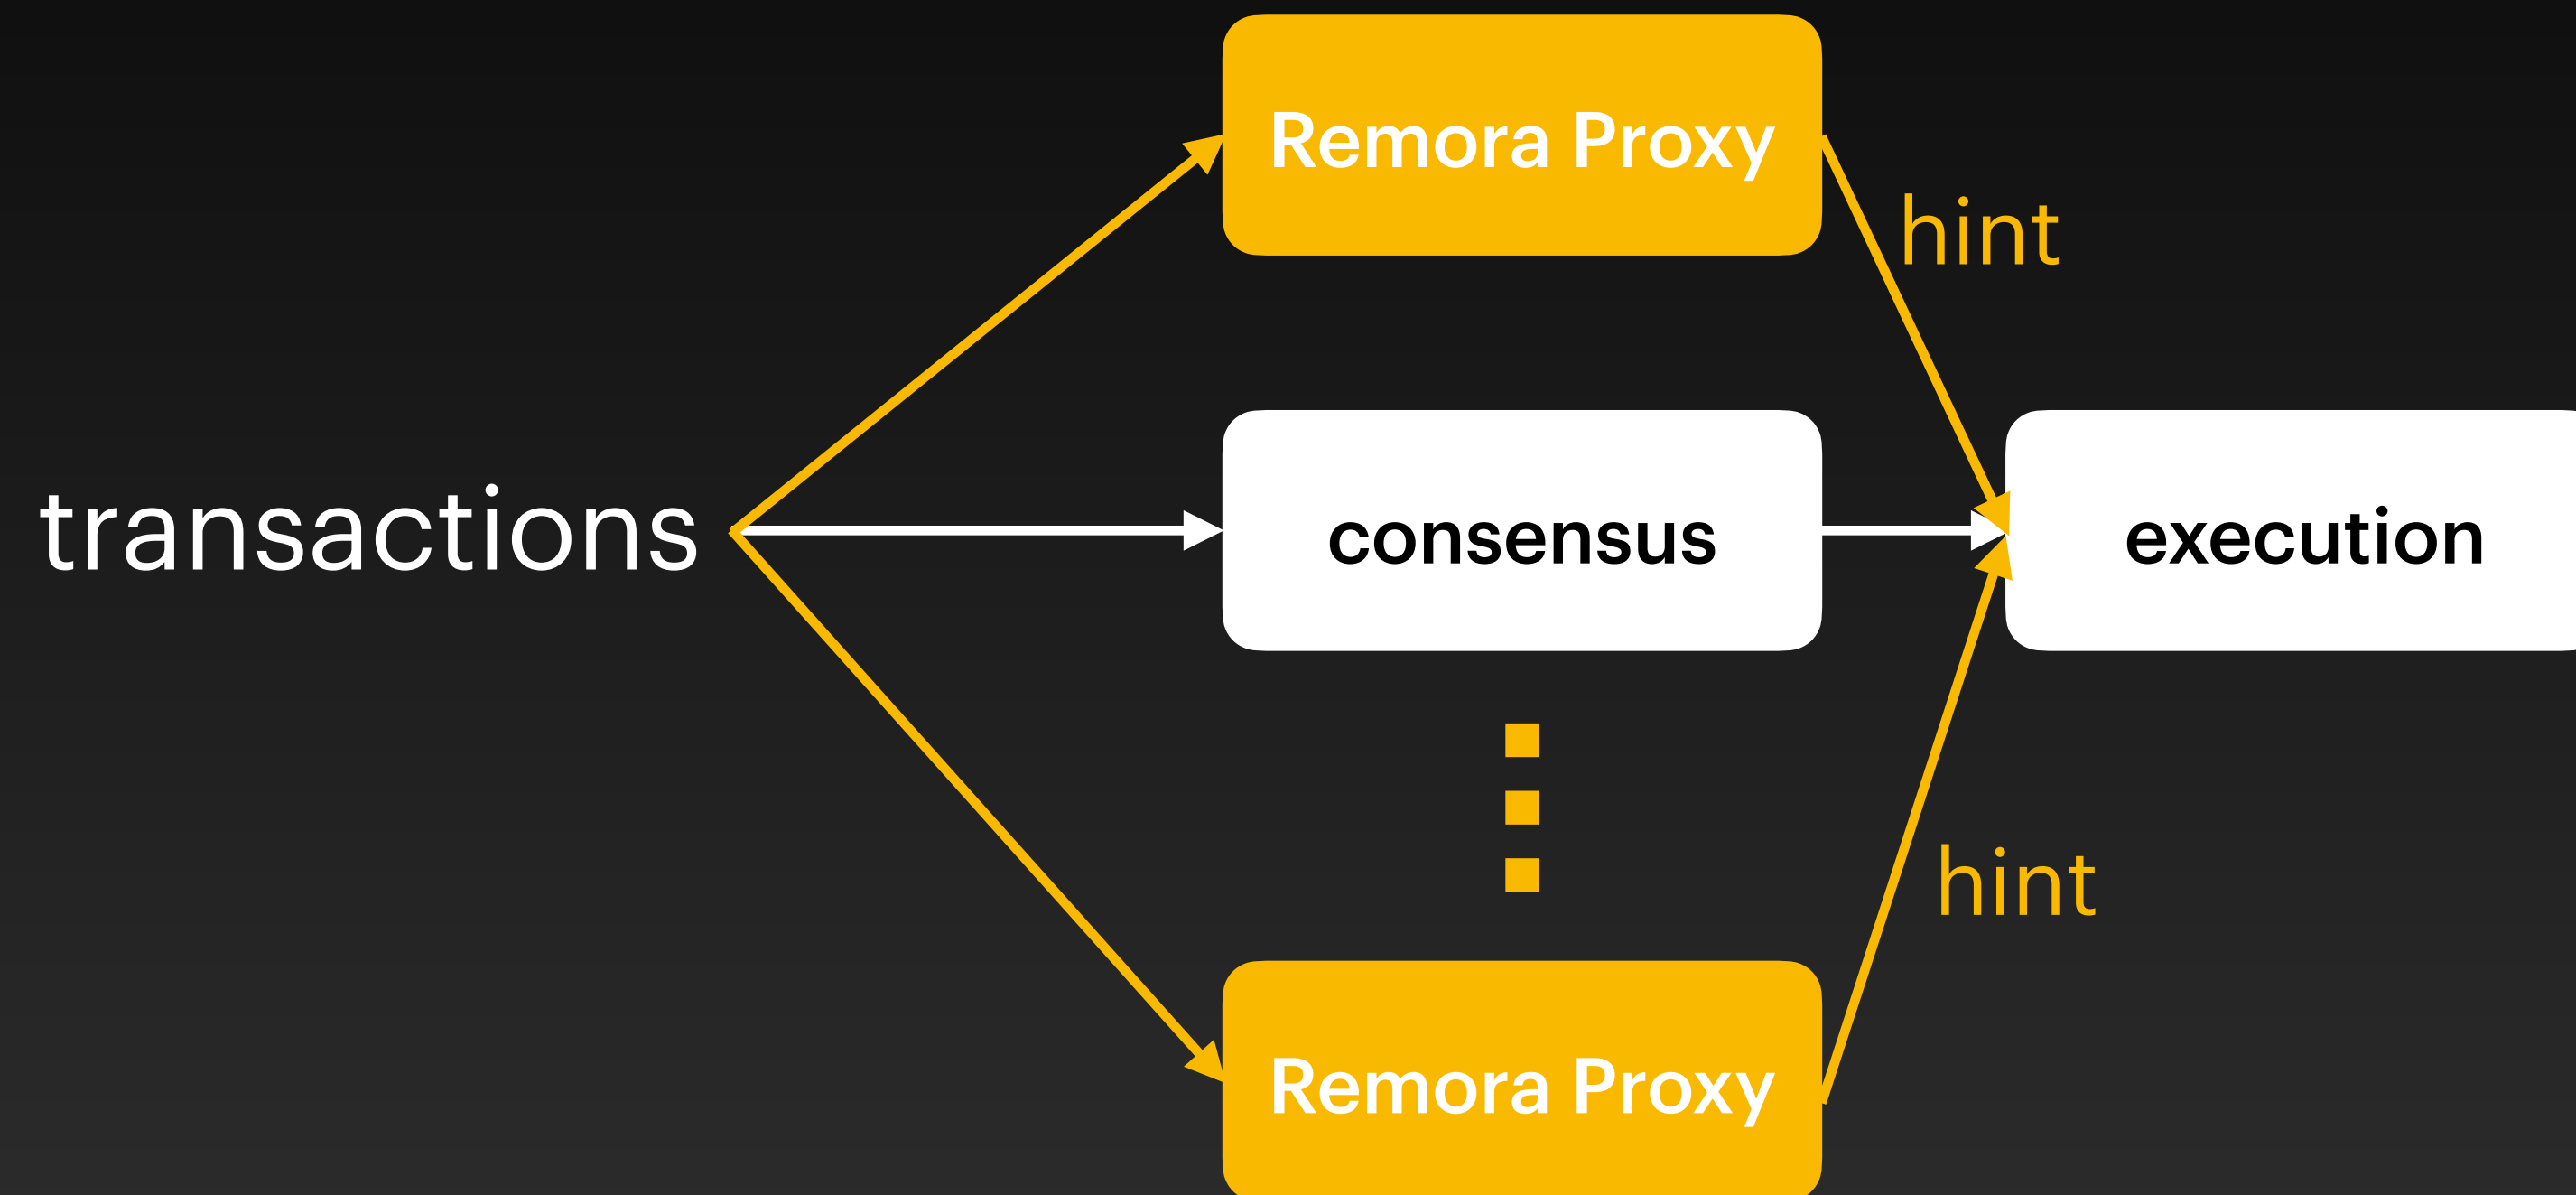 Remora Proxy
hint
transactions
consensus
execution
hint
Remora Proxy